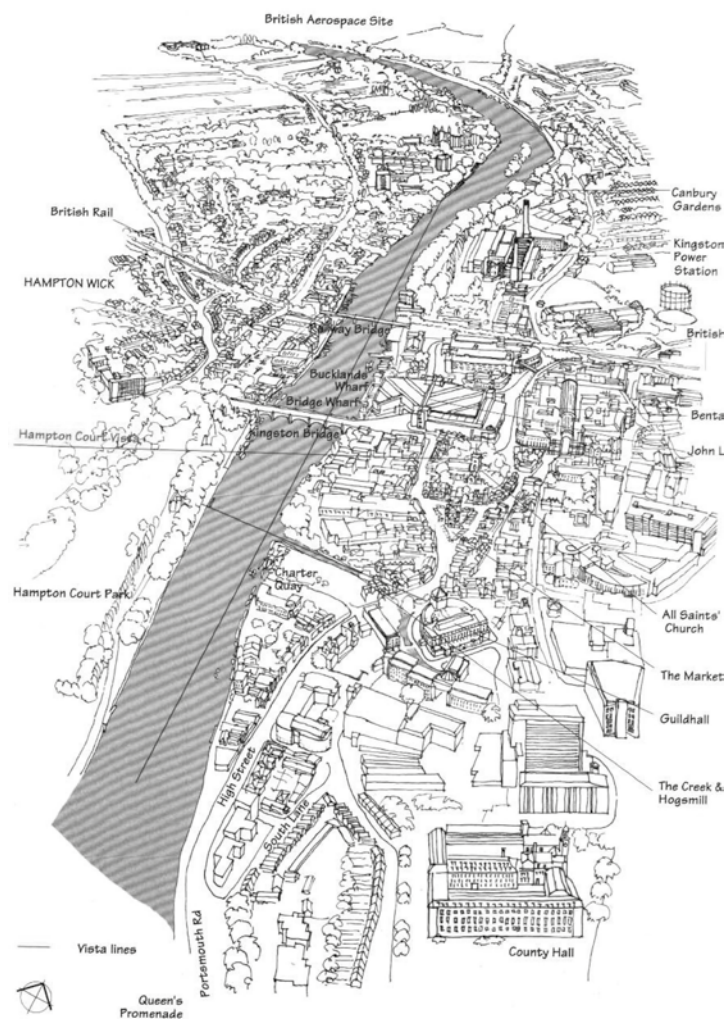 British Aerospace Site
Canbury
Gardens
British Rail
Kingston
Power
Station
HAMPTON WICK
Railway Bridge
British
Bucklands
Wharf
Bridge Wharf
Benta
Kingston Bridge
Hampton Court Vista
John L
Charter
Quay
Hampton Court Park
All Saints'
Church
The Market
Guildhall
High Street
The Creek &
Hogsmill
South Lane
Vista lines
County Hall
Portsmouth Rd
Queen's
Promenade